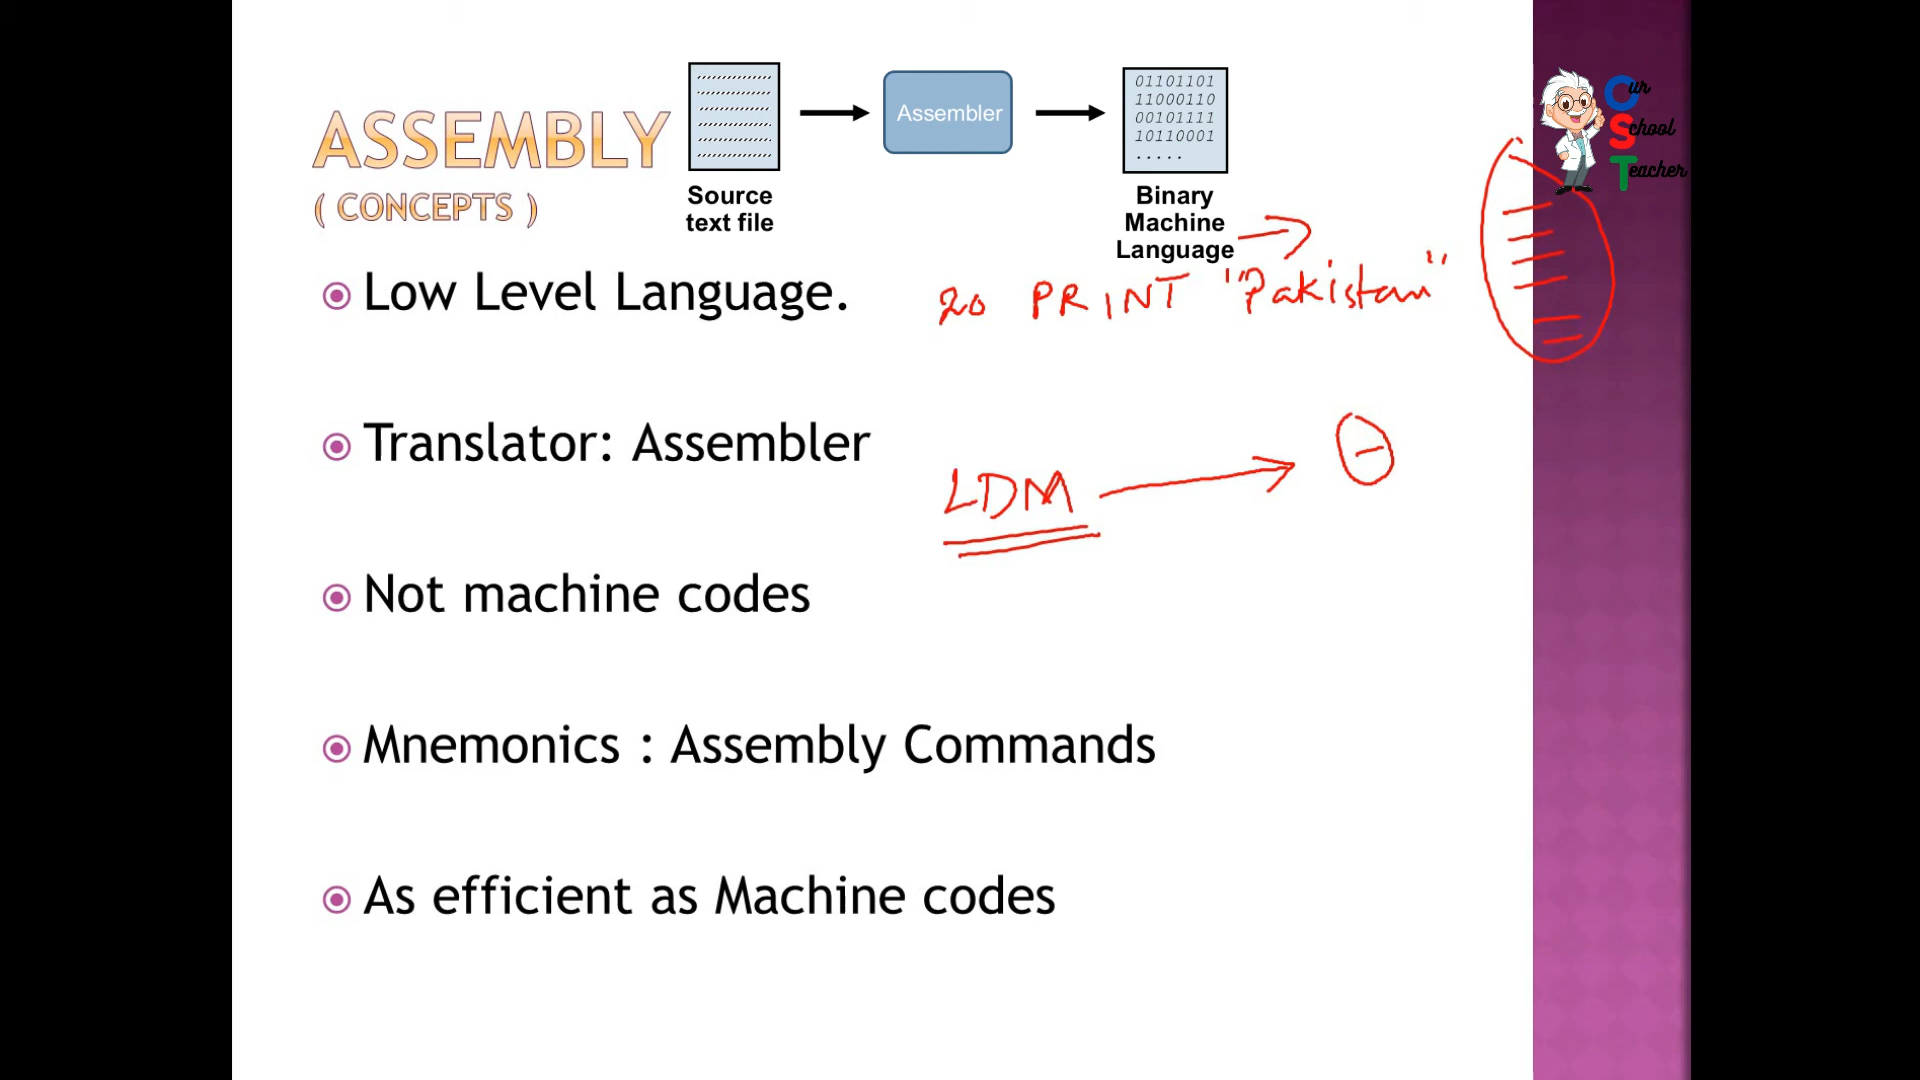 ASSEMBLY
( CONCEPTS )
Assembler
01101101
11000110
00101111
10110001
.....
Source
text file
Binary
Machine
Language
Our
School
Teacher
Low Level Language.
20 PRINT "Pakistan"
Translator: Assembler
LDM
Not machine codes
Mnemonics : Assembly Commands
As efficient as Machine codes